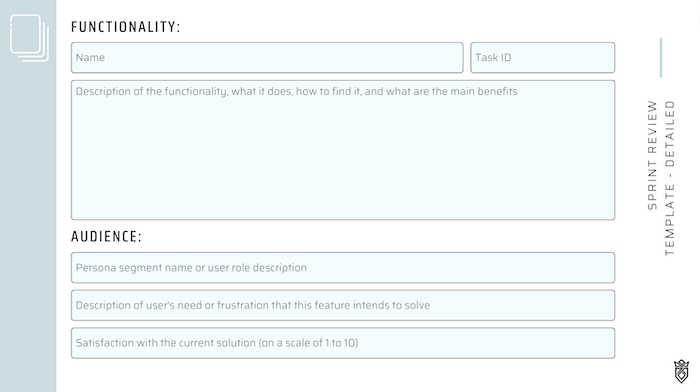 FUNCTIONALITY:
Name
Task ID
Description of the functionality, what it does, how to find it, and what are the main benefits
AUDIENCE:
Persona segment name or user role description
Description of user's need or frustration that this feature intends to solve
Satisfaction with the current solution (on a scale of 1 to 10)
SPRINT REVIEW
TEMPLATE - DETAILED